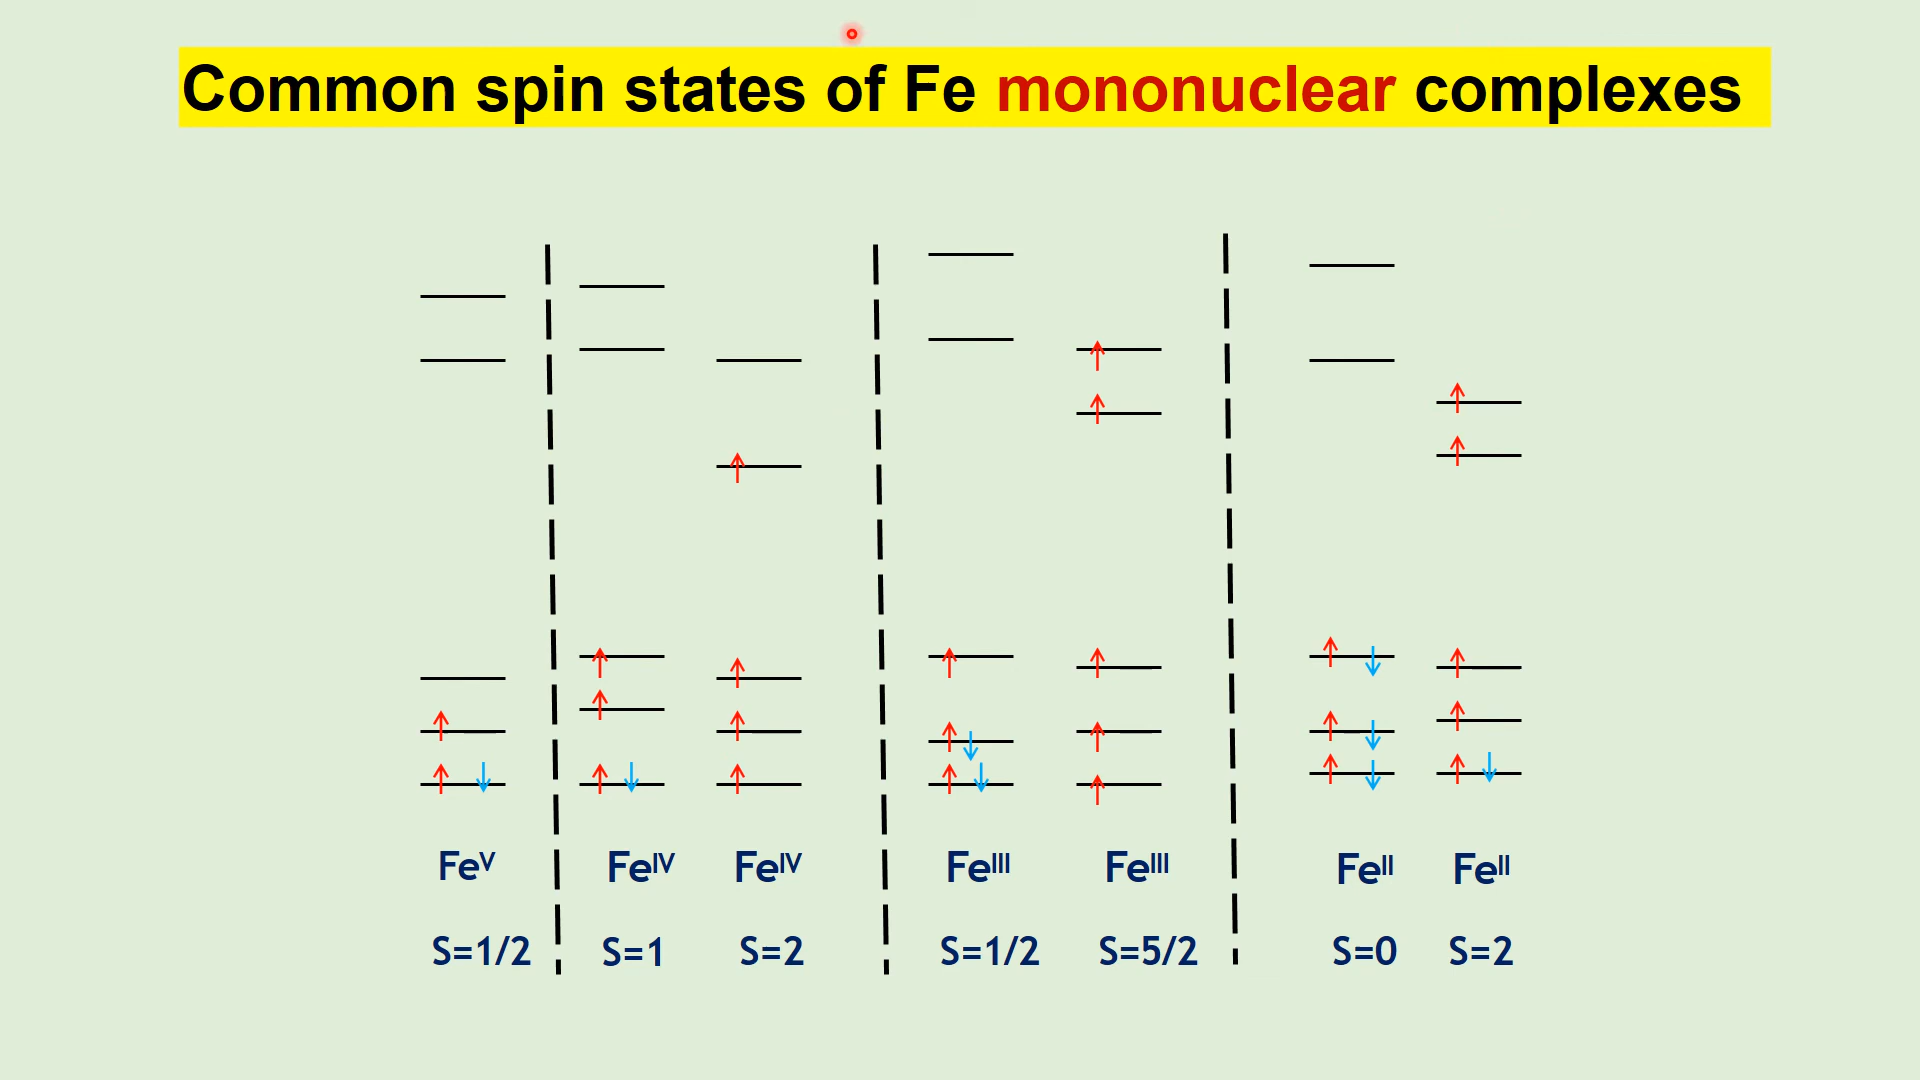 Common spin states of Fe mononuclear complexes
Feⱽ Feᴵⱽ Feᴵⱽ Feᴵᴵᴵ Feᴵᴵᴵ Feᴵᴵ Feᴵᴵ
S=1/2 S=1 S=2 S=1/2 S=5/2 S=0 S=2